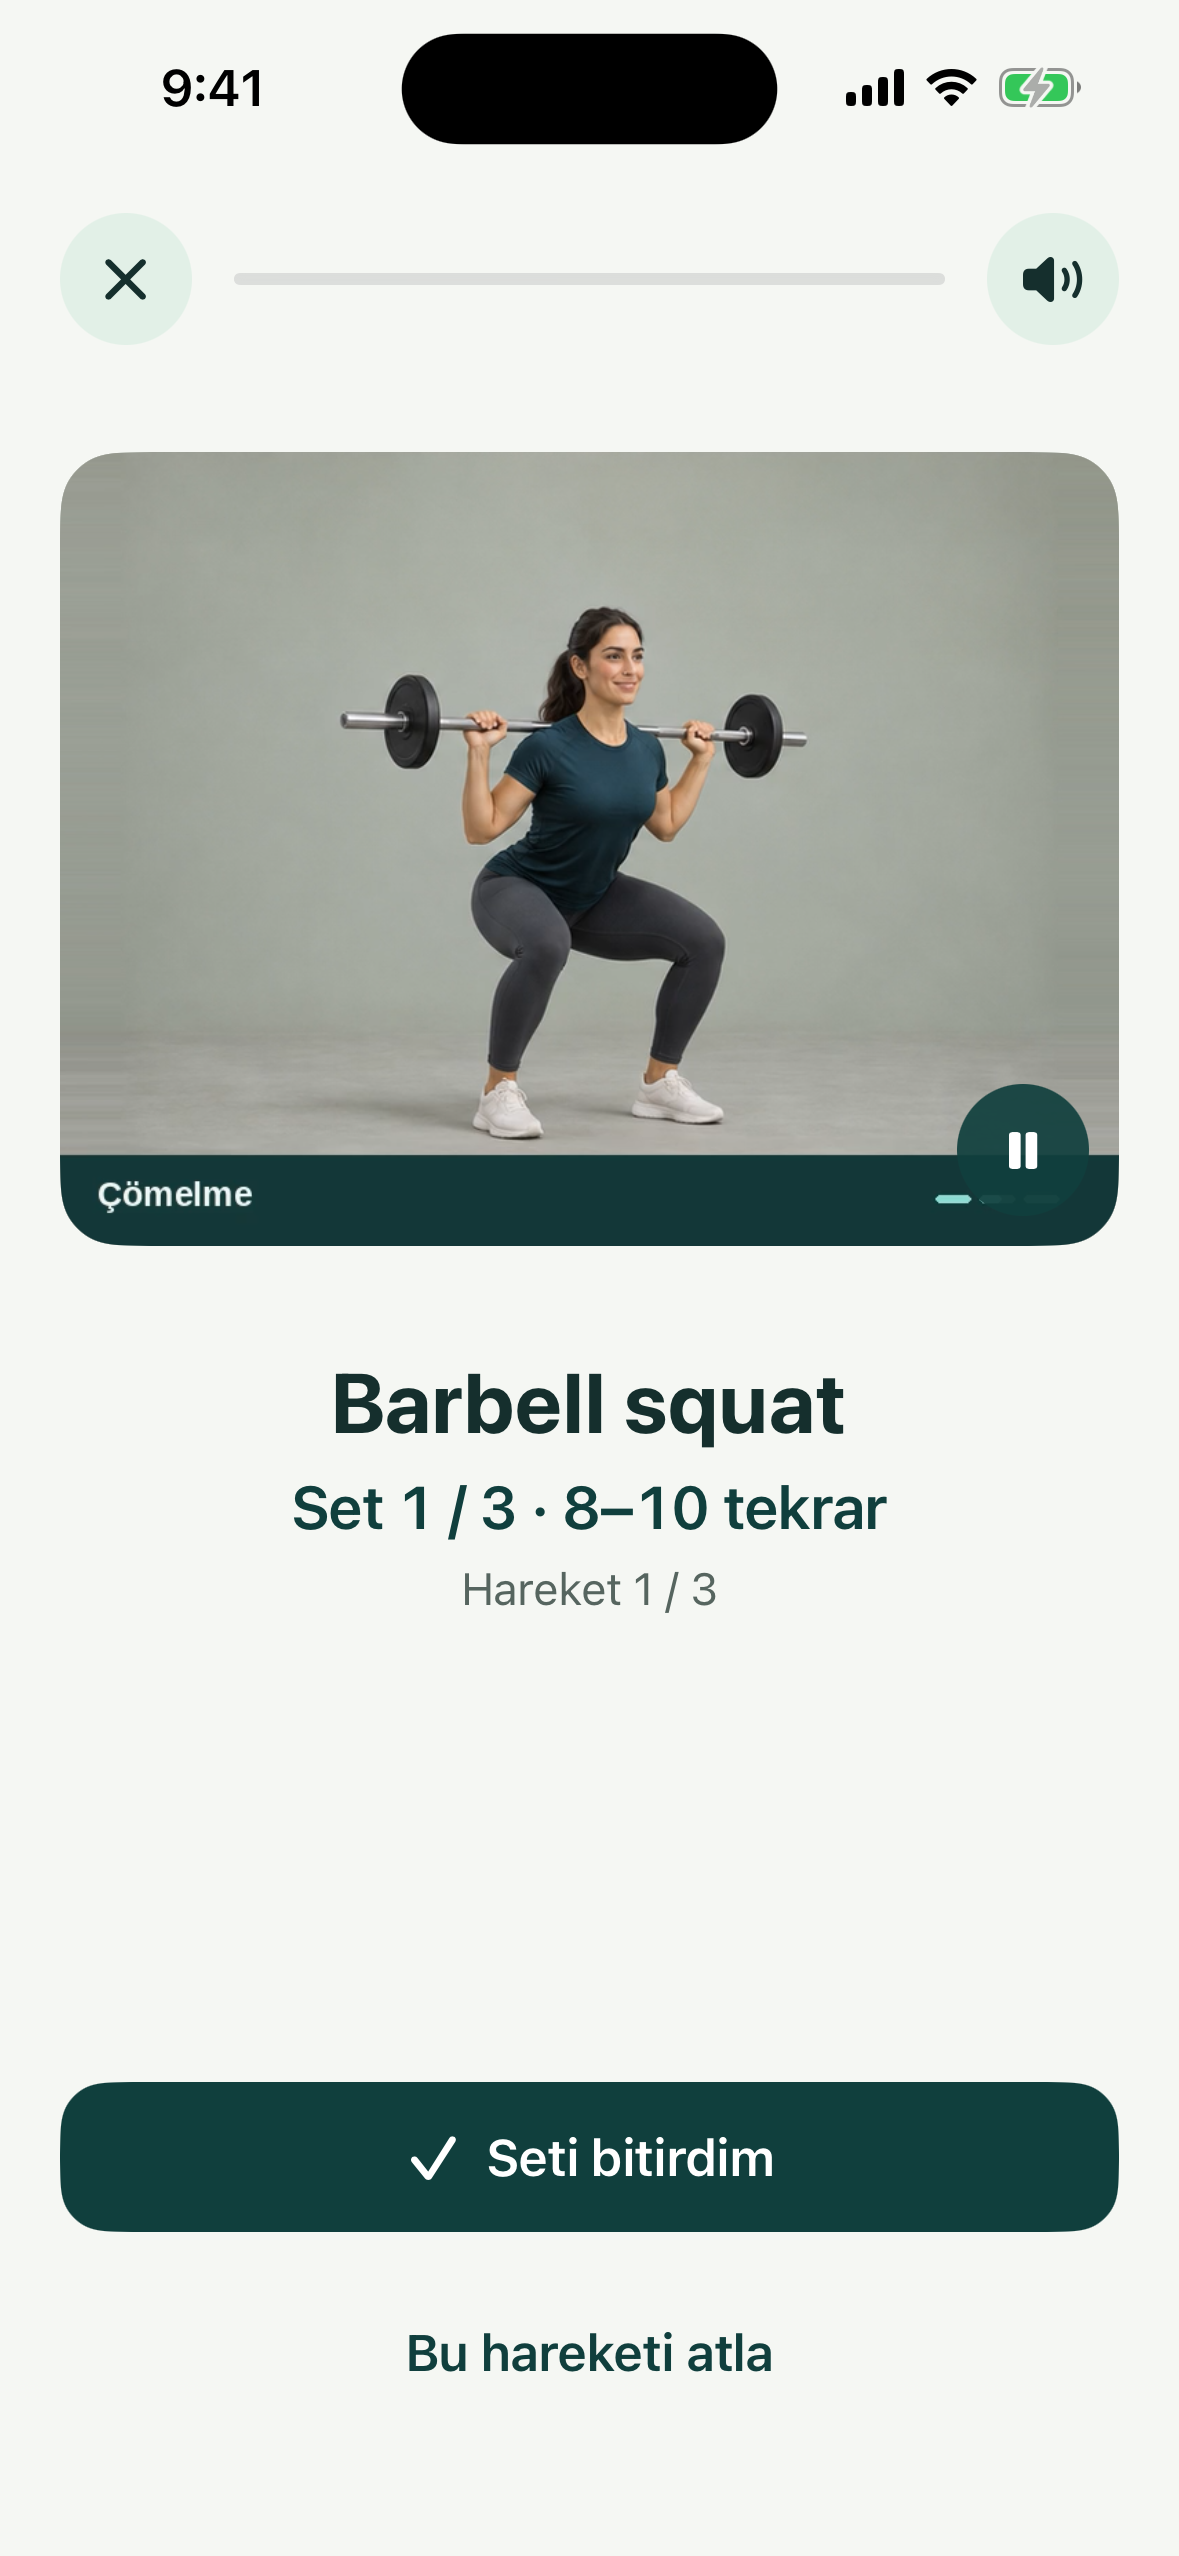 9:41
Çömelme
Barbell squat
Set 1 / 3 · 8–10 tekrar
Hareket 1 / 3
Seti bitirdim
Bu hareketi atla